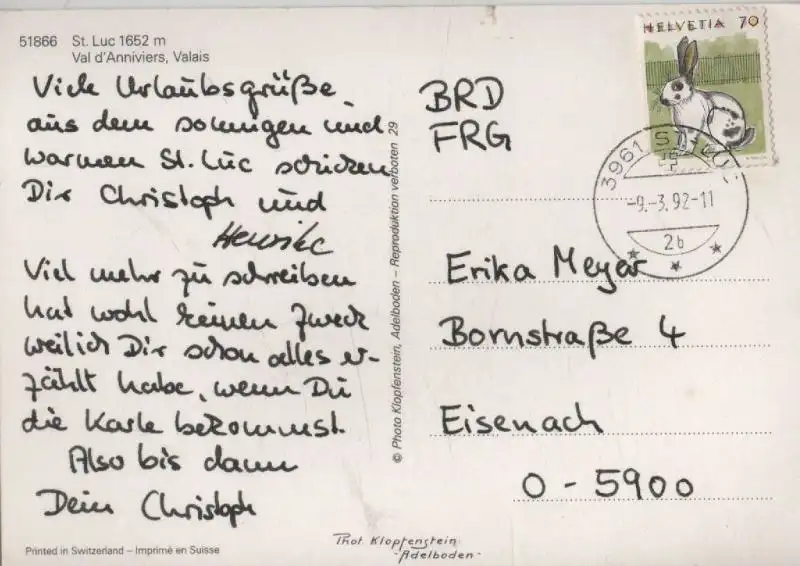 51866 St. Luc 1652 m
Val d'Anniviers, Valais
Viele Urlaubsgrüße
aus dem sonnigen und
warmen St. Luc schicken
Dir Christoph und
Henrike
Viel mehr zu schreiben
hat wohl keinen Zweck
weil ich Dir schon alles er-
zählt habe, wenn Du
die Karte bekommst.
Also bis dann
Dein Christoph
Printed in Switzerland – Imprimé en Suisse
© Photo Klopfenstein, Adelboden – Reproduktion verboten 29
Phot. Klopfenstein
-Adelboden-
HELVETIA 70
3961 ST-LUC
-9.-3.92-11
2b
BRD
FRG
Erika Meyer
Bornstraße 4
Eisenach
O - 5900